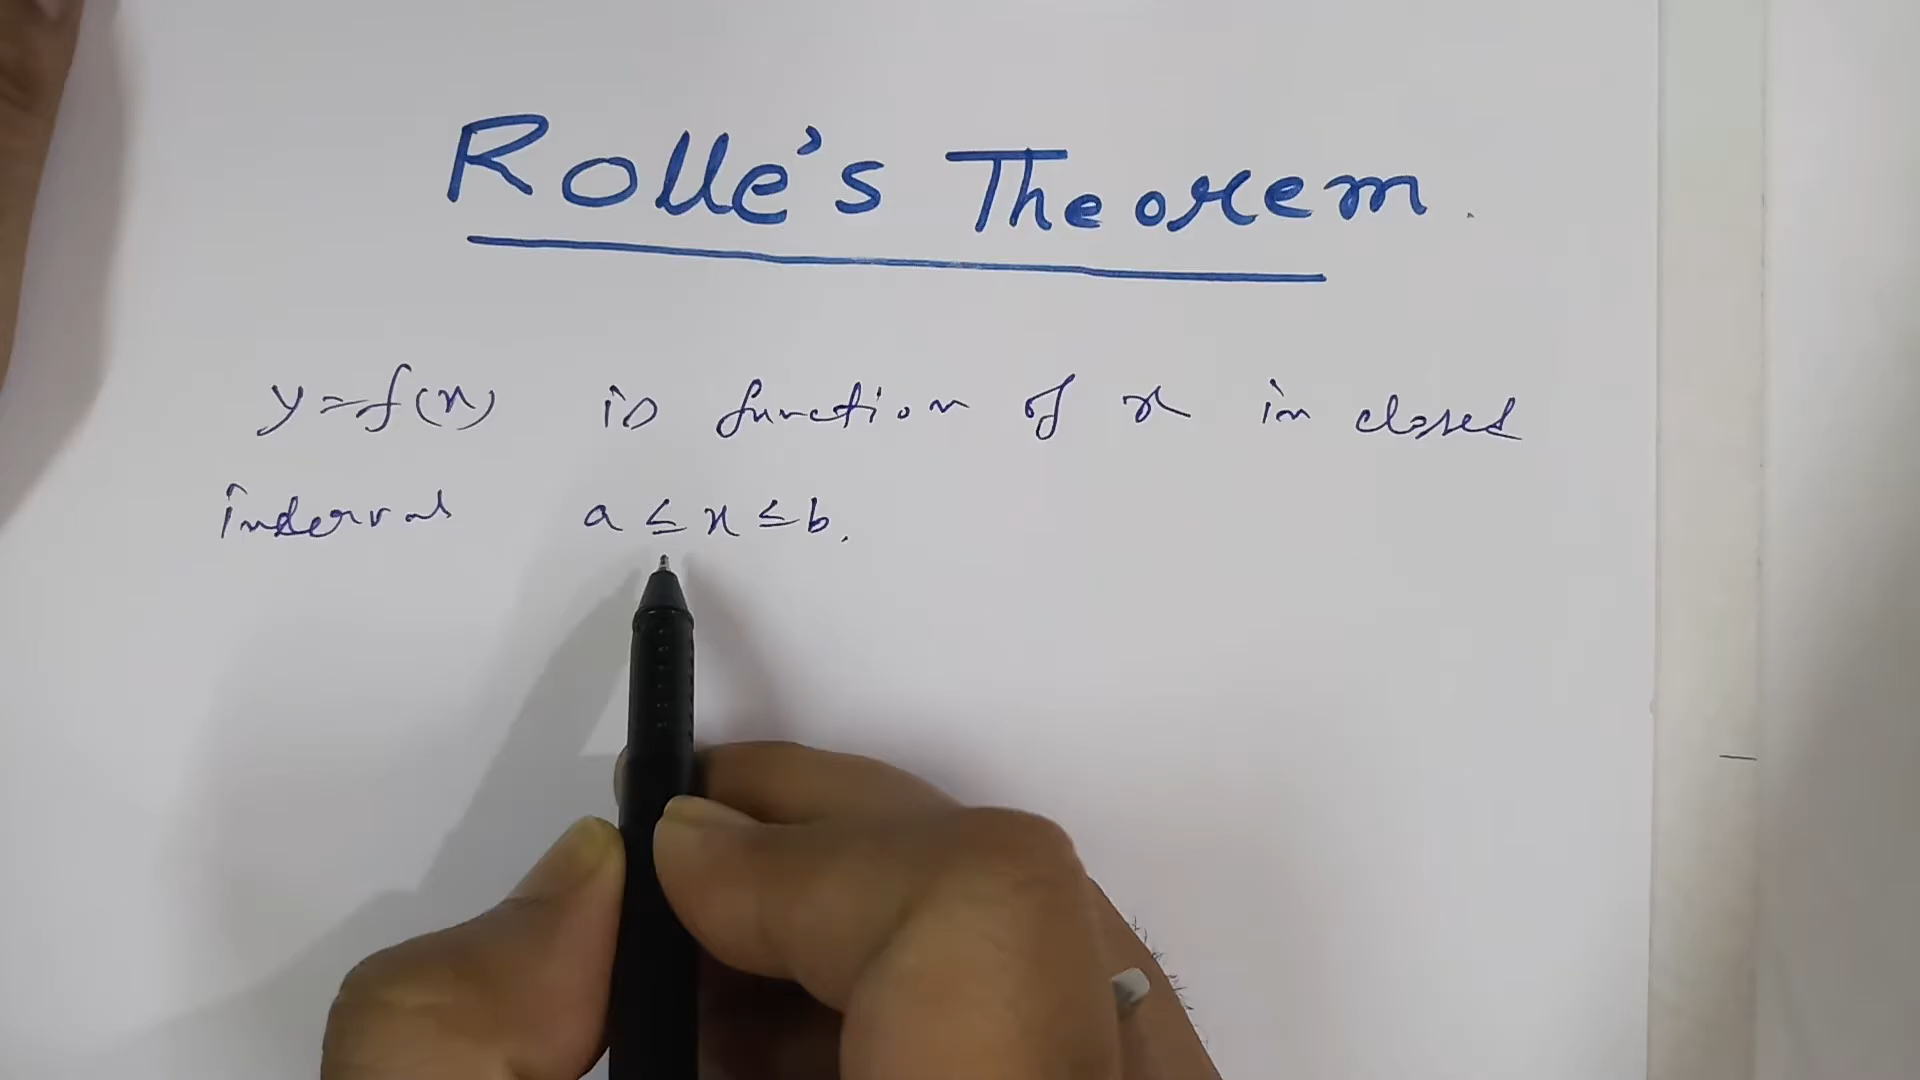 Rolle's Theorem.
y=f(x) is function of x in closed
interval a ≤ x ≤ b.